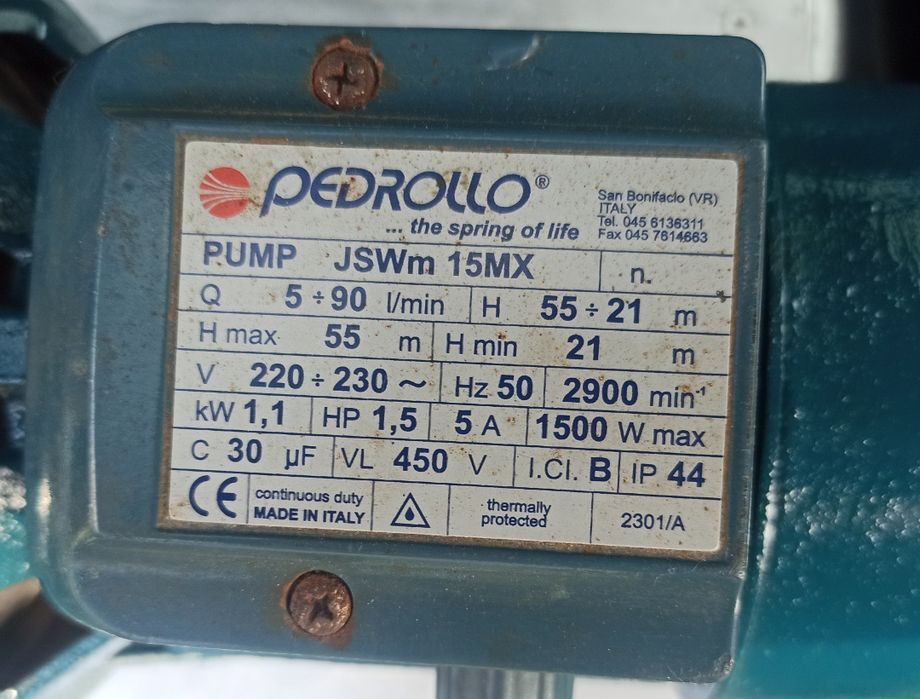 PEDROLLO®
... the spring of life
San Bonifacio (VR)
ITALY
Tel. 045 6136311
Fax 045 7614663
PUMP JSWm 15MX n.
Q 5 ÷ 90 l/min H 55 ÷ 21 m
H max 55 m H min 21 m
V 220 ÷ 230 ~ Hz 50 2900 min⁻¹
kW 1,1 HP 1,5 5 A 1500 W max
C 30 µF VL 450 V I.Cl. B IP 44
CE continuous duty
MADE IN ITALY
thermally
protected
2301/A